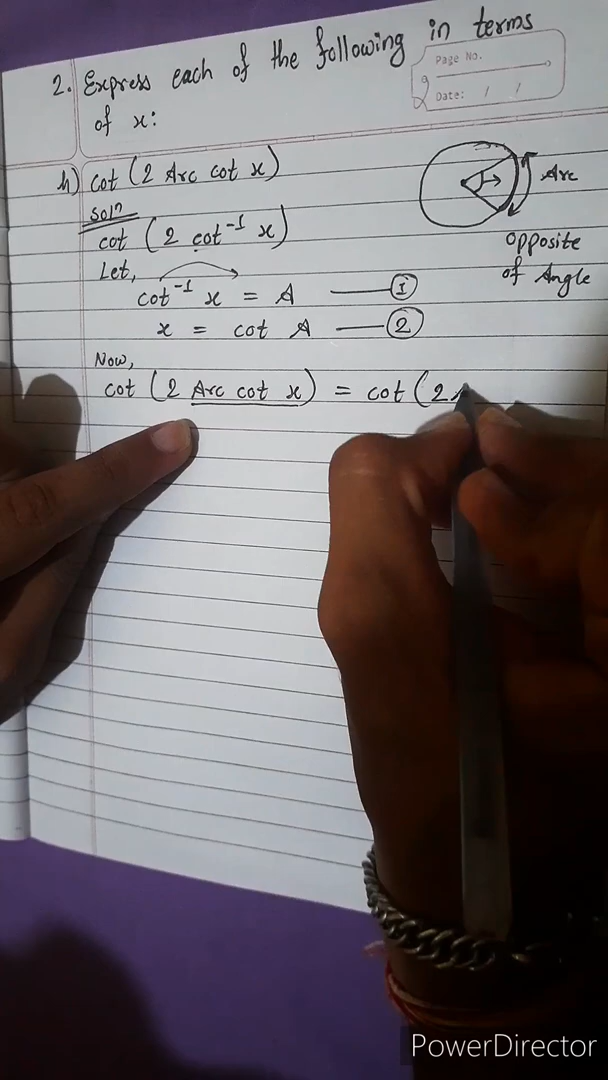 2. Express each of the following in terms
of x:
Page No.
Date: / /
h) cot (2 Arc cot x)
Solⁿ
cot (2 cot⁻¹ x)
Arc
opposite
of Angle
Let,
cot⁻¹ x = A ——— ①
x = cot A ——— ②
Now,
cot (2 Arc cot x) = cot (2
PowerDirector